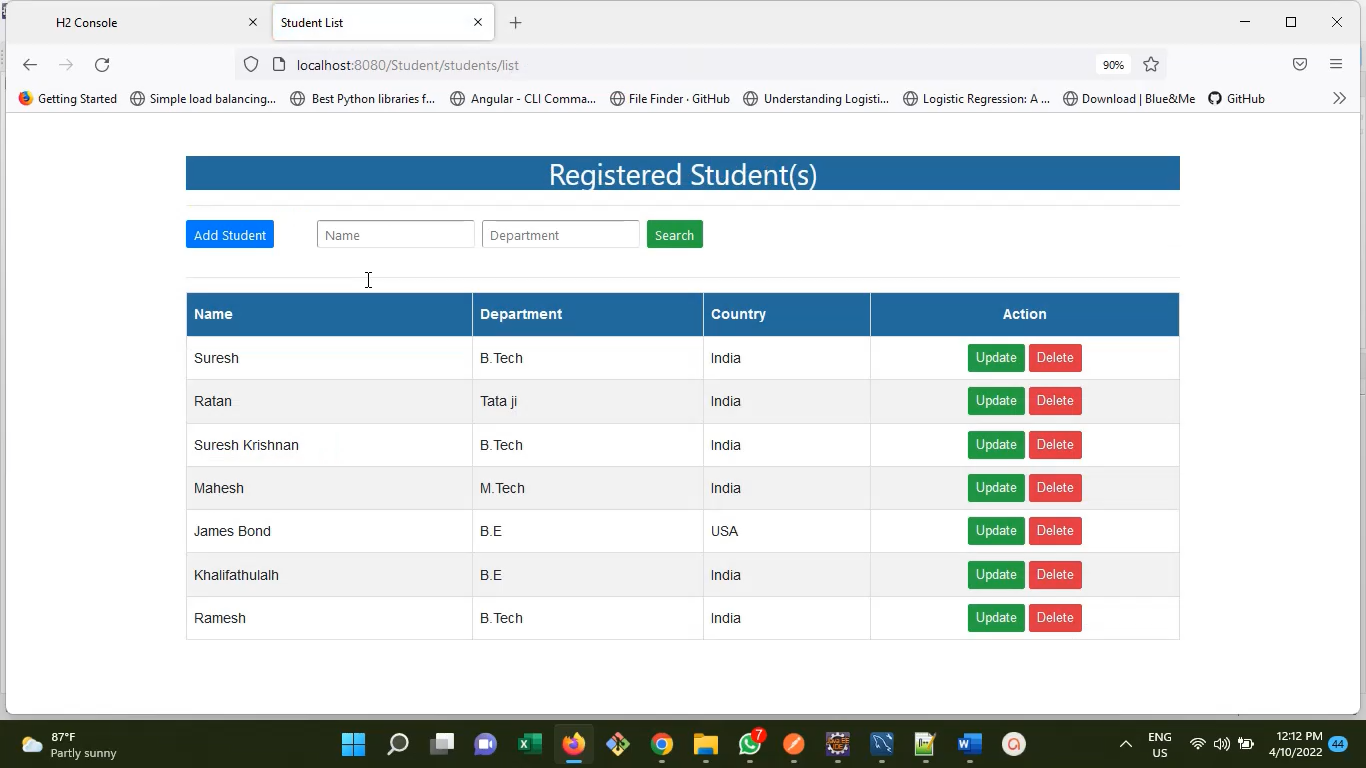 H2 Console
Student List
localhost:8080/Student/students/list
90%
Getting Started Simple load balancing... Best Python libraries f... Angular - CLI Comma... File Finder · GitHub Understanding Logisti... Logistic Regression: A ... Download | Blue&Me GitHub
Registered Student(s)
Add Student Name Department Search
Name Department Country Action
Suresh B.Tech India Update Delete
Ratan Tata ji India Update Delete
Suresh Krishnan B.Tech India Update Delete
Mahesh M.Tech India Update Delete
James Bond B.E USA Update Delete
Khalifathulalh B.E India Update Delete
Ramesh B.Tech India Update Delete
87°F
Partly sunny
7
ENG
US
12:12 PM
4/10/2022
44